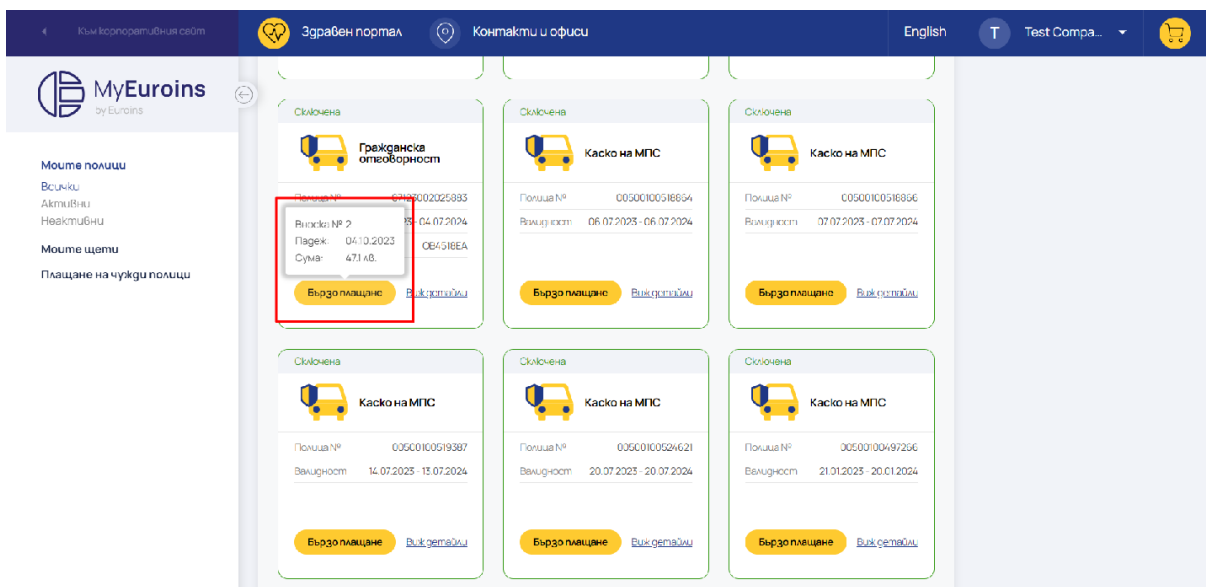 Към корпоративния сайт
Здравен портал
Контакти и офиси
English
T
Test Compa...
MyEuroins
by Euroins
Моите полици
Всички
Активни
Неактивни
Моите щети
Плащане на чужди полици
Сключена
Гражданска
отговорност
Полица № 07123002025883
- 04.07.2024
OB4518EA
Вноска № 2
Падеж: 04.10.2023
Сума: 47.1 лв.
Бързо плащане
Виж детайли
Сключена
Каско на МПС
Полица № 00500100518864
Валидност 06.07.2023 - 06.07.2024
Бързо плащане
Виж детайли
Сключена
Каско на МПС
Полица № 00500100518866
Валидност 07.07.2023 - 07.07.2024
Бързо плащане
Виж детайли
Сключена
Каско на МПС
Полица № 00500100519387
Валидност 14.07.2023 - 13.07.2024
Бързо плащане
Виж детайли
Сключена
Каско на МПС
Полица № 00500100524621
Валидност 20.07.2023 - 20.07.2024
Бързо плащане
Виж детайли
Сключена
Каско на МПС
Полица № 00500100497266
Валидност 21.01.2023 - 20.01.2024
Бързо плащане
Виж детайли